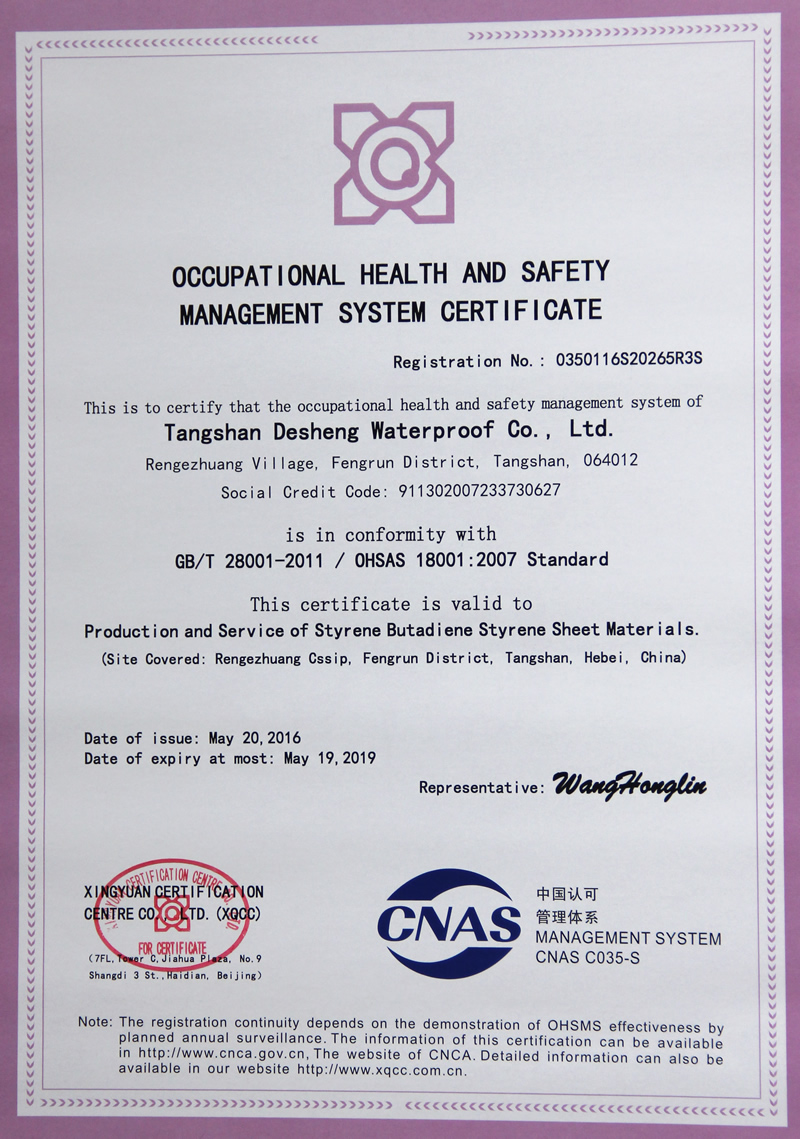 OCCUPATIONAL HEALTH AND SAFETY
MANAGEMENT SYSTEM CERTIFICATE
Registration No.: 0350116S20265R3S
This is to certify that the occupational health and safety management system of
Tangshan Desheng Waterproof Co., Ltd.
Rengezhuang Village, Fengrun District, Tangshan, 064012
Social Credit Code: 911302007233730627
is in conformity with
GB/T 28001-2011 / OHSAS 18001:2007 Standard
This certificate is valid to
Production and Service of Styrene Butadiene Styrene Sheet Materials.
(Site Covered: Rengezhuang Cssip, Fengrun District, Tangshan, Hebei, China)
Date of issue: May 20,2016
Date of expiry at most: May 19,2019
Representative: WangHonglin
XINGYUAN CERTIFICATION
CENTRE CO., LTD. (XQCC)
(7FL, Tower C, Jiahua Plaza, No.9
Shangdi 3 St., Haidian, Beijing)
CERTIFICATION CENTRE
FOR CERTIFICATE
CNAS
中国认可
管理体系
MANAGEMENT SYSTEM
CNAS C035-S
Note: The registration continuity depends on the demonstration of OHSMS effectiveness by
planned annual surveillance. The information of this certification can be available
in http://www.cnca.gov.cn, The website of CNCA. Detailed information can also be
available in our website http://www.xqcc.com.cn.